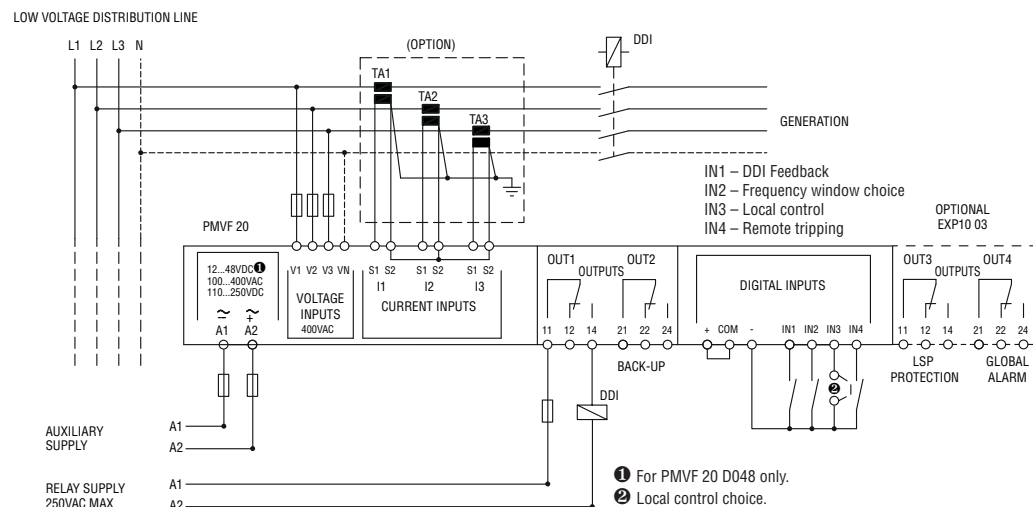 LOW VOLTAGE DISTRIBUTION LINE
L1 L2 L3 N
(OPTION)
DDI
TA1
TA2
TA3
GENERATION
IN1 – DDI Feedback
IN2 – Frequency window choice
IN3 – Local control
IN4 – Remote tripping
OPTIONAL
EXP10 03
PMVF 20
12...48VDC❶
100...400VAC
110...250VDC
~ ~
– +
A1 A2
V1 V2 V3 VN
VOLTAGE
INPUTS
400VAC
S1 S2 S1 S2 S1 S2
I1 I2 I3
CURRENT INPUTS
OUT1 OUT2
OUTPUTS
11 12 14 21 22 24
BACK-UP
DIGITAL INPUTS
+ COM - IN1 IN2 IN3 IN4
❷
OUT3 OUT4
OUTPUTS
11 12 14 21 22 24
LSP
PROTECTION
GLOBAL
ALARM
DDI
AUXILIARY
SUPPLY
A1
A2
RELAY SUPPLY
250VAC MAX
A1
A2
❶ For PMVF 20 D048 only.
❷ Local control choice.